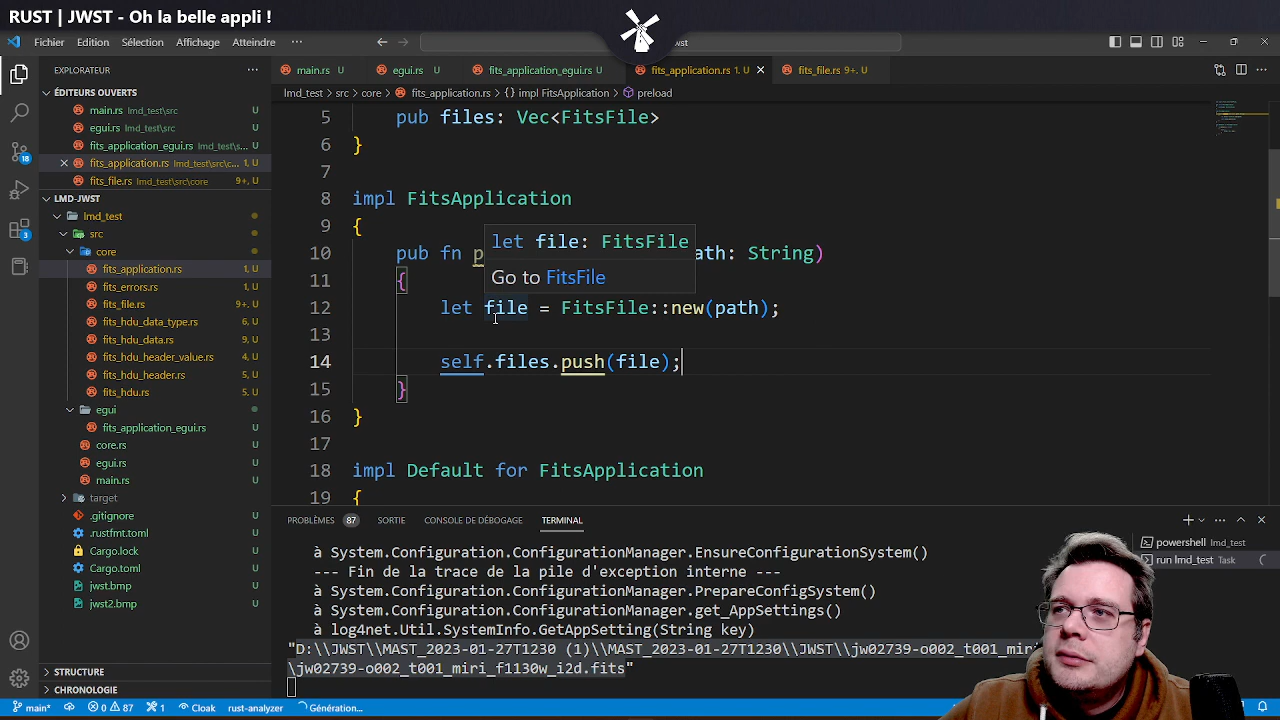 RUST | JWST - Oh la belle appli !
Fichier Edition Sélection Affichage Atteindre ···
EXPLORATEUR
main.rs U
egui.rs U
fits_application_egui.rs U
fits_application.rs 1, U
fits_file.rs 9+, U
ÉDITEURS OUVERTS
main.rs lmd_test\src U
egui.rs lmd_test\src U
fits_application_egui.rs lmd_test\s... U
fits_application.rs lmd_test\src\c... 1, U
fits_file.rs lmd_test\src\core 9+, U
LMD-JWST
lmd_test
src
core
fits_application.rs 1, U
fits_errors.rs 1, U
fits_file.rs 9+, U
fits_hdu_data_type.rs 6, U
fits_hdu_data.rs 9, U
fits_hdu_header_value.rs 6, U
fits_hdu_header.rs 5, U
fits_hdu.rs 5, U
egui
fits_application_egui.rs U
core.rs U
egui.rs U
main.rs U
target
.gitignore U
.rustfmt.toml U
Cargo.lock U
Cargo.toml U
jwst.bmp U
jwst2.bmp U
STRUCTURE
CHRONOLOGIE
lmd_test > src > core > fits_application.rs > {} impl FitsApplication > preload
5 pub files: Vec<FitsFile>
6 }
7
8 impl FitsApplication
9 {
let file: FitsFile
Go to FitsFile
10 pub fn p ath: String)
11 {
12 let file = FitsFile::new(path);
13
14 self.files.push(file);
15 }
16 }
17
18 impl Default for FitsApplication
19 {
PROBLÈMES 87 SORTIE CONSOLE DE DÉBOGAGE TERMINAL
à System.Configuration.ConfigurationManager.EnsureConfigurationSystem()
--- Fin de la trace de la pile d'exception interne ---
à System.Configuration.ConfigurationManager.PrepareConfigSystem()
à System.Configuration.ConfigurationManager.get_AppSettings()
à log4net.Util.SystemInfo.GetAppSetting(String key)
"D:\\JWST\\MAST_2023-01-27T1230 (1)\\MAST_2023-01-27T1230\\JWST\\jw02739-o002_t001_miri
\jw02739-o002_t001_miri_f1130w_i2d.fits"
powershell lmd_test
run lmd_test Task
main* 0 87 1 Cloak rust-analyzer Génération...